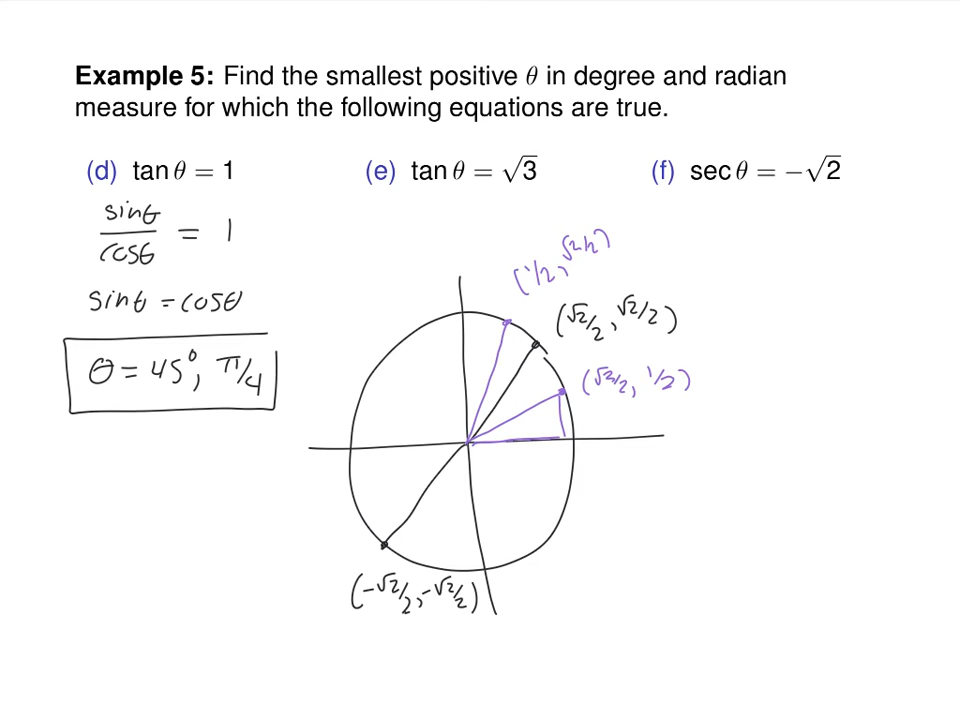 Example 5: Find the smallest positive θ in degree and radian
measure for which the following equations are true.
(d) tan θ = 1
(e) tan θ = √3
(f) sec θ = −√2
sinθ/cosθ = 1
sinθ = cosθ
θ = 45°, π/4
(1/2, √2/2)
(√2/2, √2/2)
(√2/2, 1/2)
(-√2/2, -√2/2)